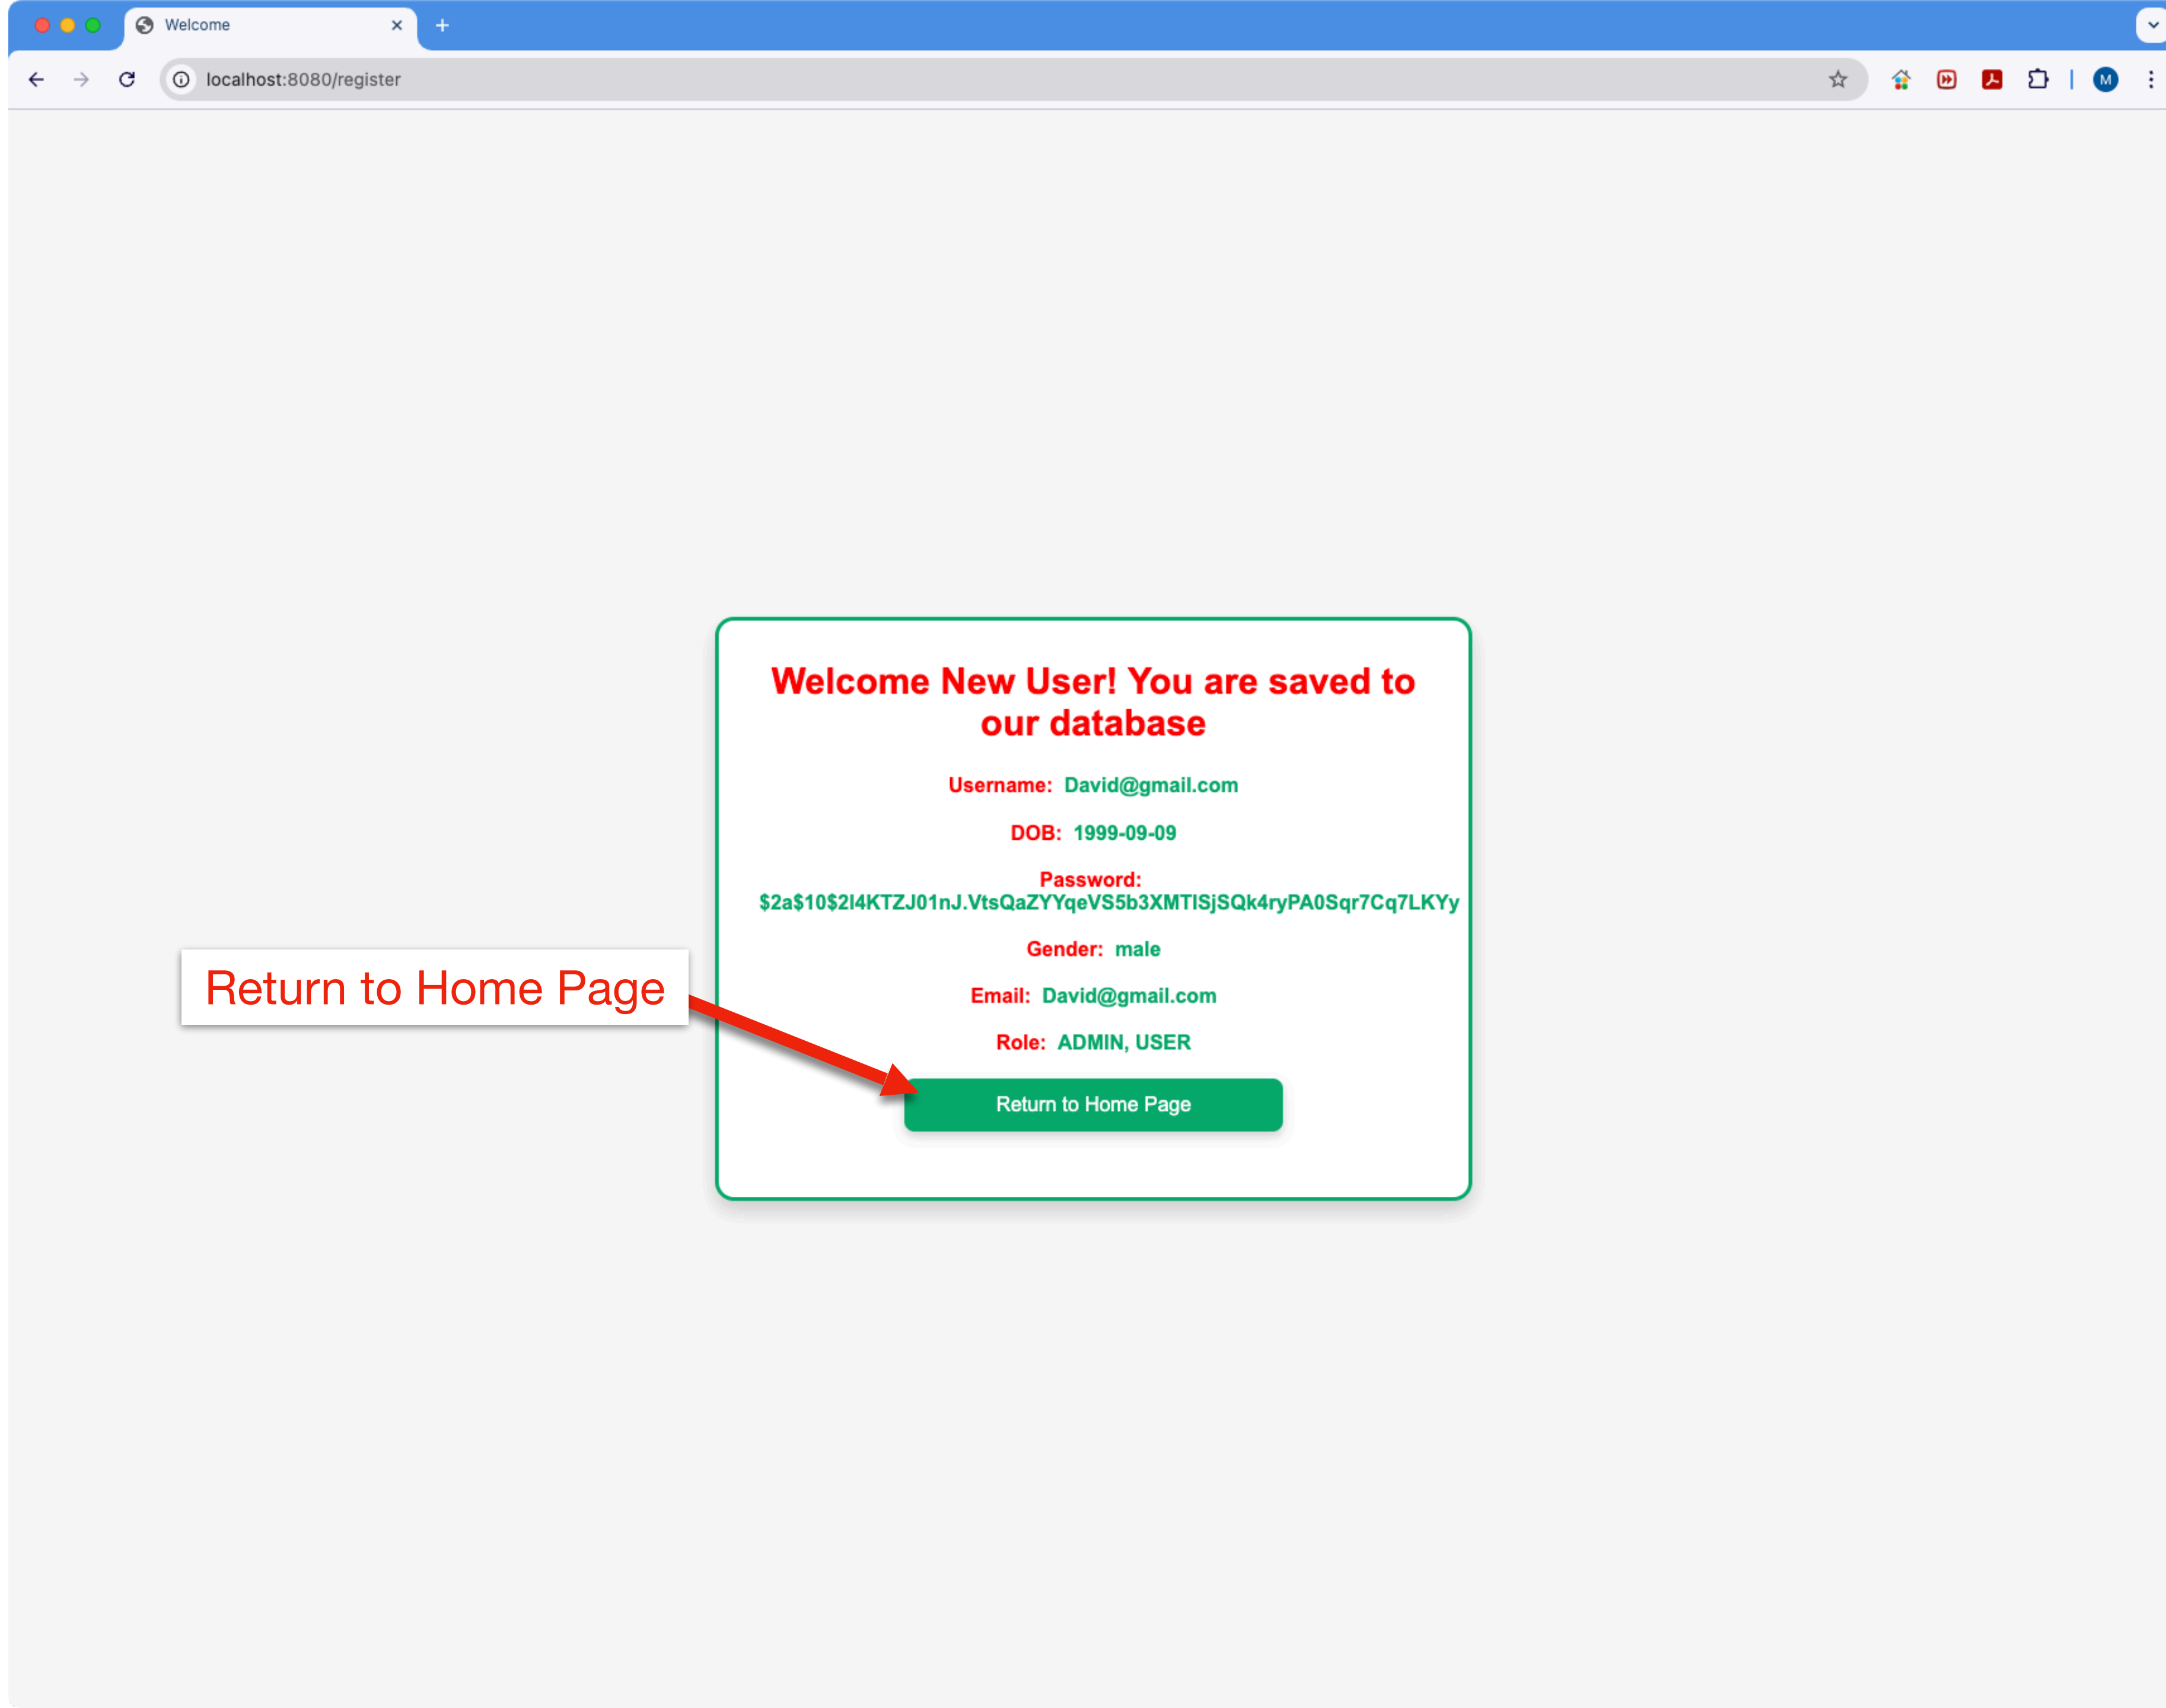 Welcome
localhost:8080/register
M
Welcome New User! You are saved to
our database
Username: David@gmail.com
DOB: 1999-09-09
Password:
$2a$10$2I4KTZJ01nJ.VtsQaZYYqeVS5b3XMTISjSQk4ryPA0Sqr7Cq7LKYy
Gender: male
Return to Home Page
Email: David@gmail.com
Role: ADMIN, USER
Return to Home Page